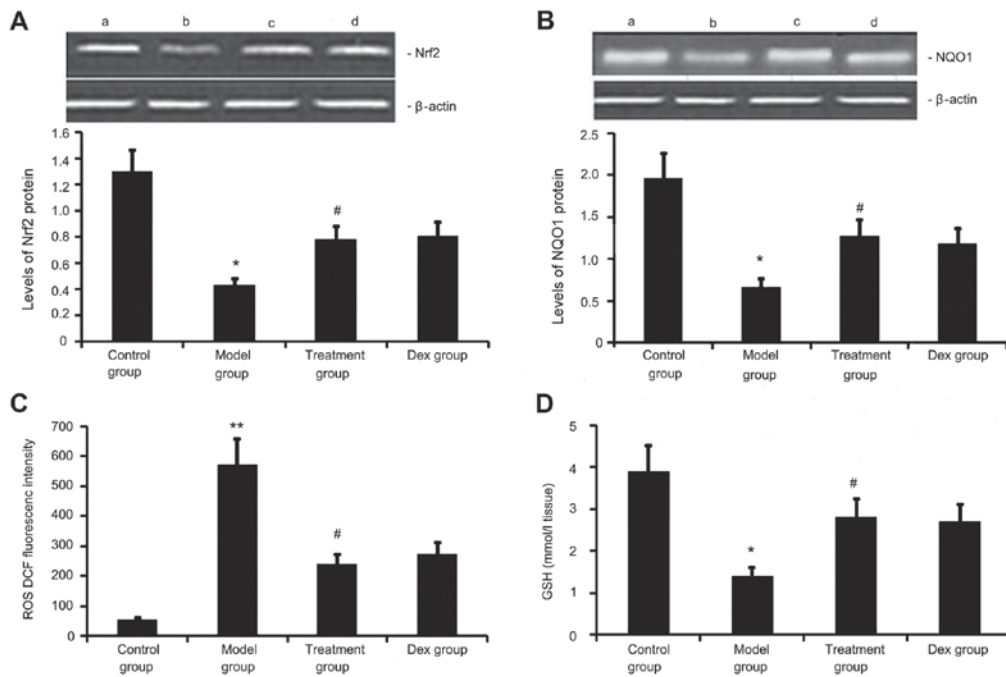 A
a b c d
- Nrf2
- β-actin
Levels of Nrf2 protein
1.6
1.4
1.2
1.0
0.8
0.6
0.4
0.2
0
*
#
Control group
Model group
Treatment group
Dex group
B
a b c d
- NQO1
- β-actin
Levels of NQO1 protein
2.5
2.0
1.5
1.0
0.5
0
*
#
Control group
Model group
Treatment group
Dex group
C
ROS DCF fluorescenc intensity
700
600
500
400
300
200
100
0
**
#
Control group
Model group
Treatment group
Dex group
D
GSH (mmol/l tissue)
5
4
3
2
1
0
*
#
Control group
Model group
Treatment group
Dex group